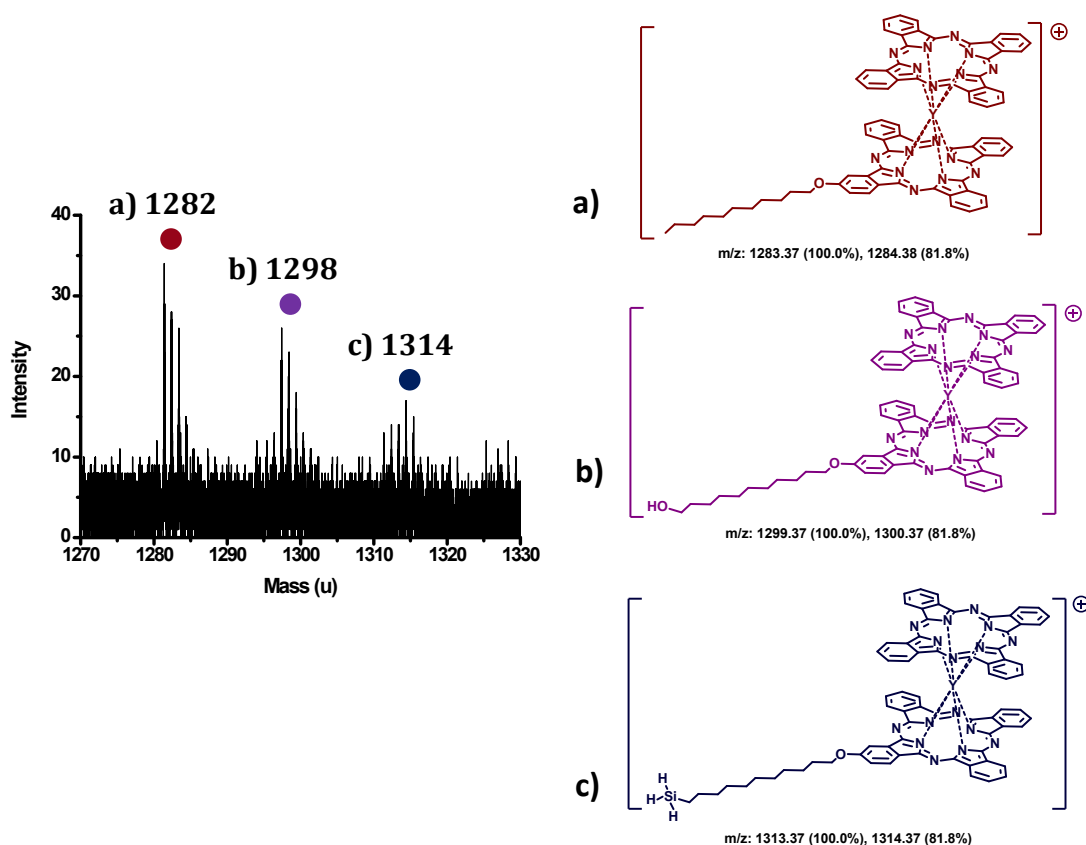 a) 1282
b) 1298
c) 1314
40
30
20
10
0
Intensity
1270 1280 1290 1300 1310 1320 1330
Mass (u)
a)
N N N N N N N N
Y
N N N N N N N N
O
m/z: 1283.37 (100.0%), 1284.38 (81.8%)
b)
N N N N N N N N
Y
N N N N N N N N
O
HO
m/z: 1299.37 (100.0%), 1300.37 (81.8%)
c)
N N N N N N N N
Y
N N N N N N N N
O
H
H Si
H
m/z: 1313.37 (100.0%), 1314.37 (81.8%)